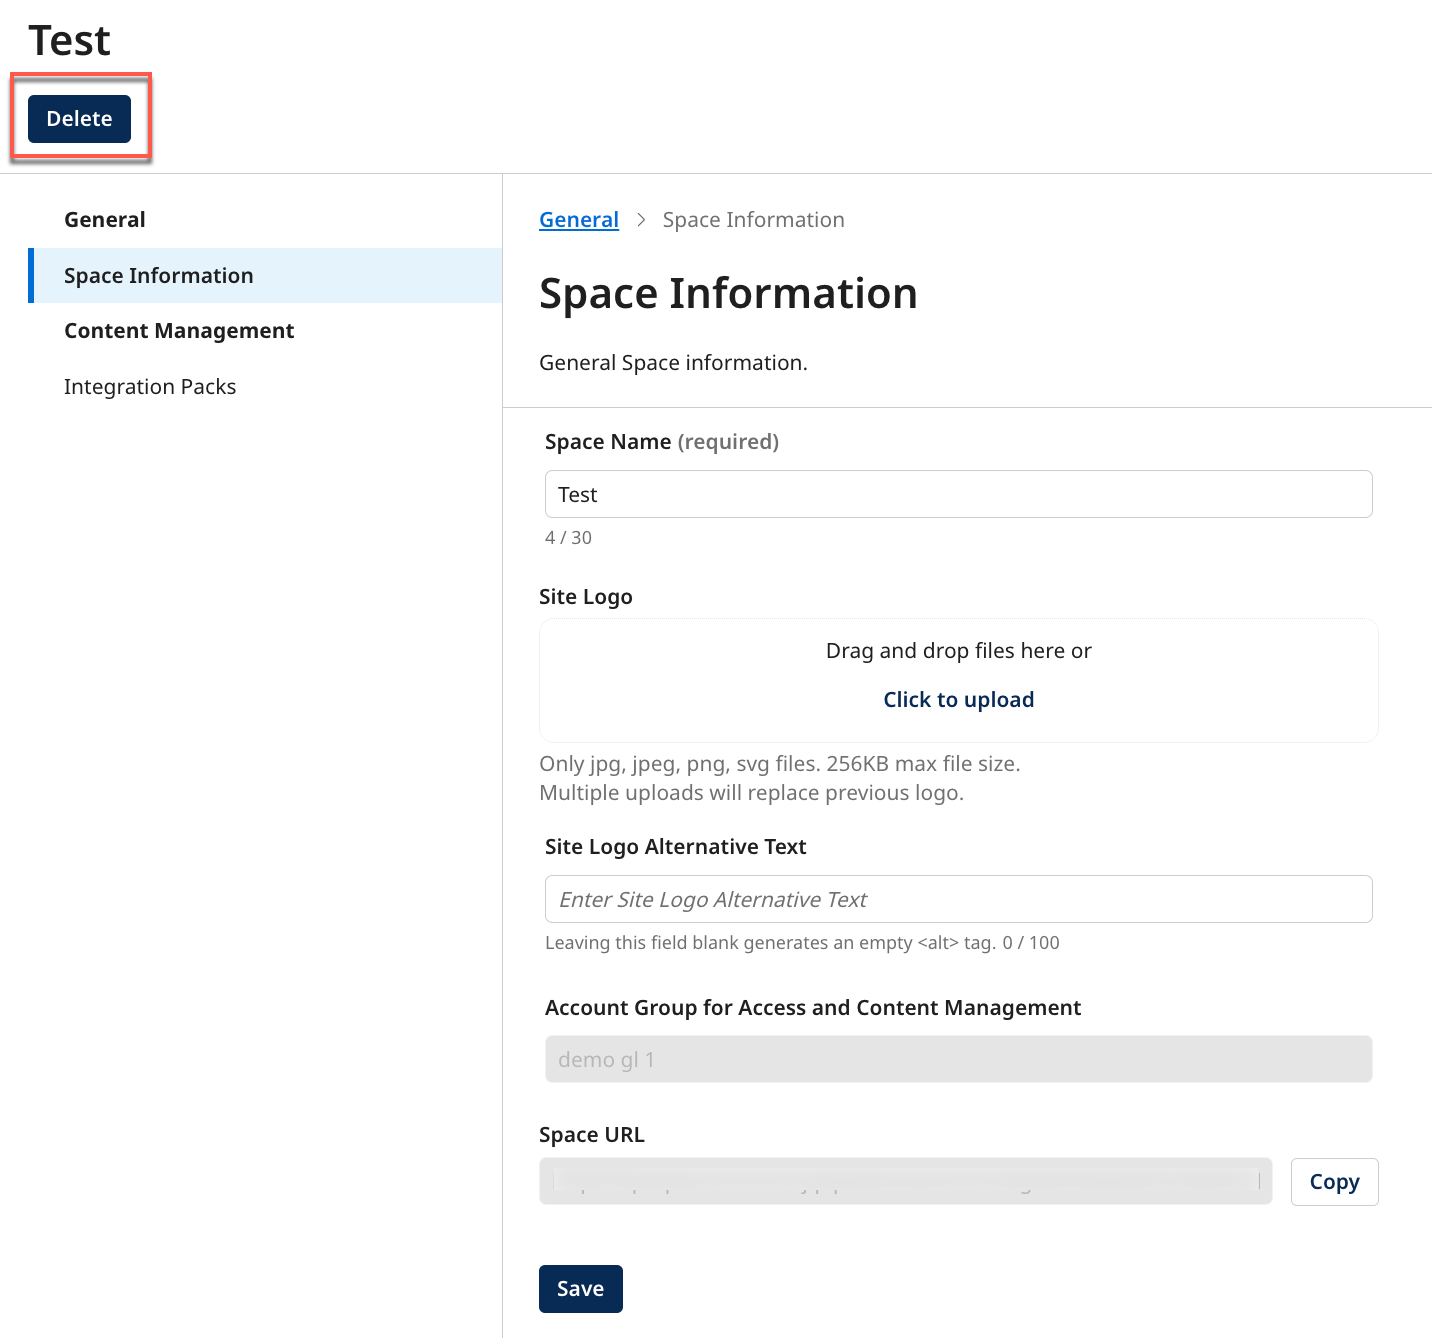 Test
Delete
General
Space Information
Content Management
Integration Packs
General > Space Information
Space Information
General Space information.
Space Name (required)
Test
4 / 30
Site Logo
Drag and drop files here or
Click to upload
Only jpg, jpeg, png, svg files. 256KB max file size.
Multiple uploads will replace previous logo.
Site Logo Alternative Text
Enter Site Logo Alternative Text
Leaving this field blank generates an empty <alt> tag. 0 / 100
Account Group for Access and Content Management
demo gl 1
Space URL
Copy
Save